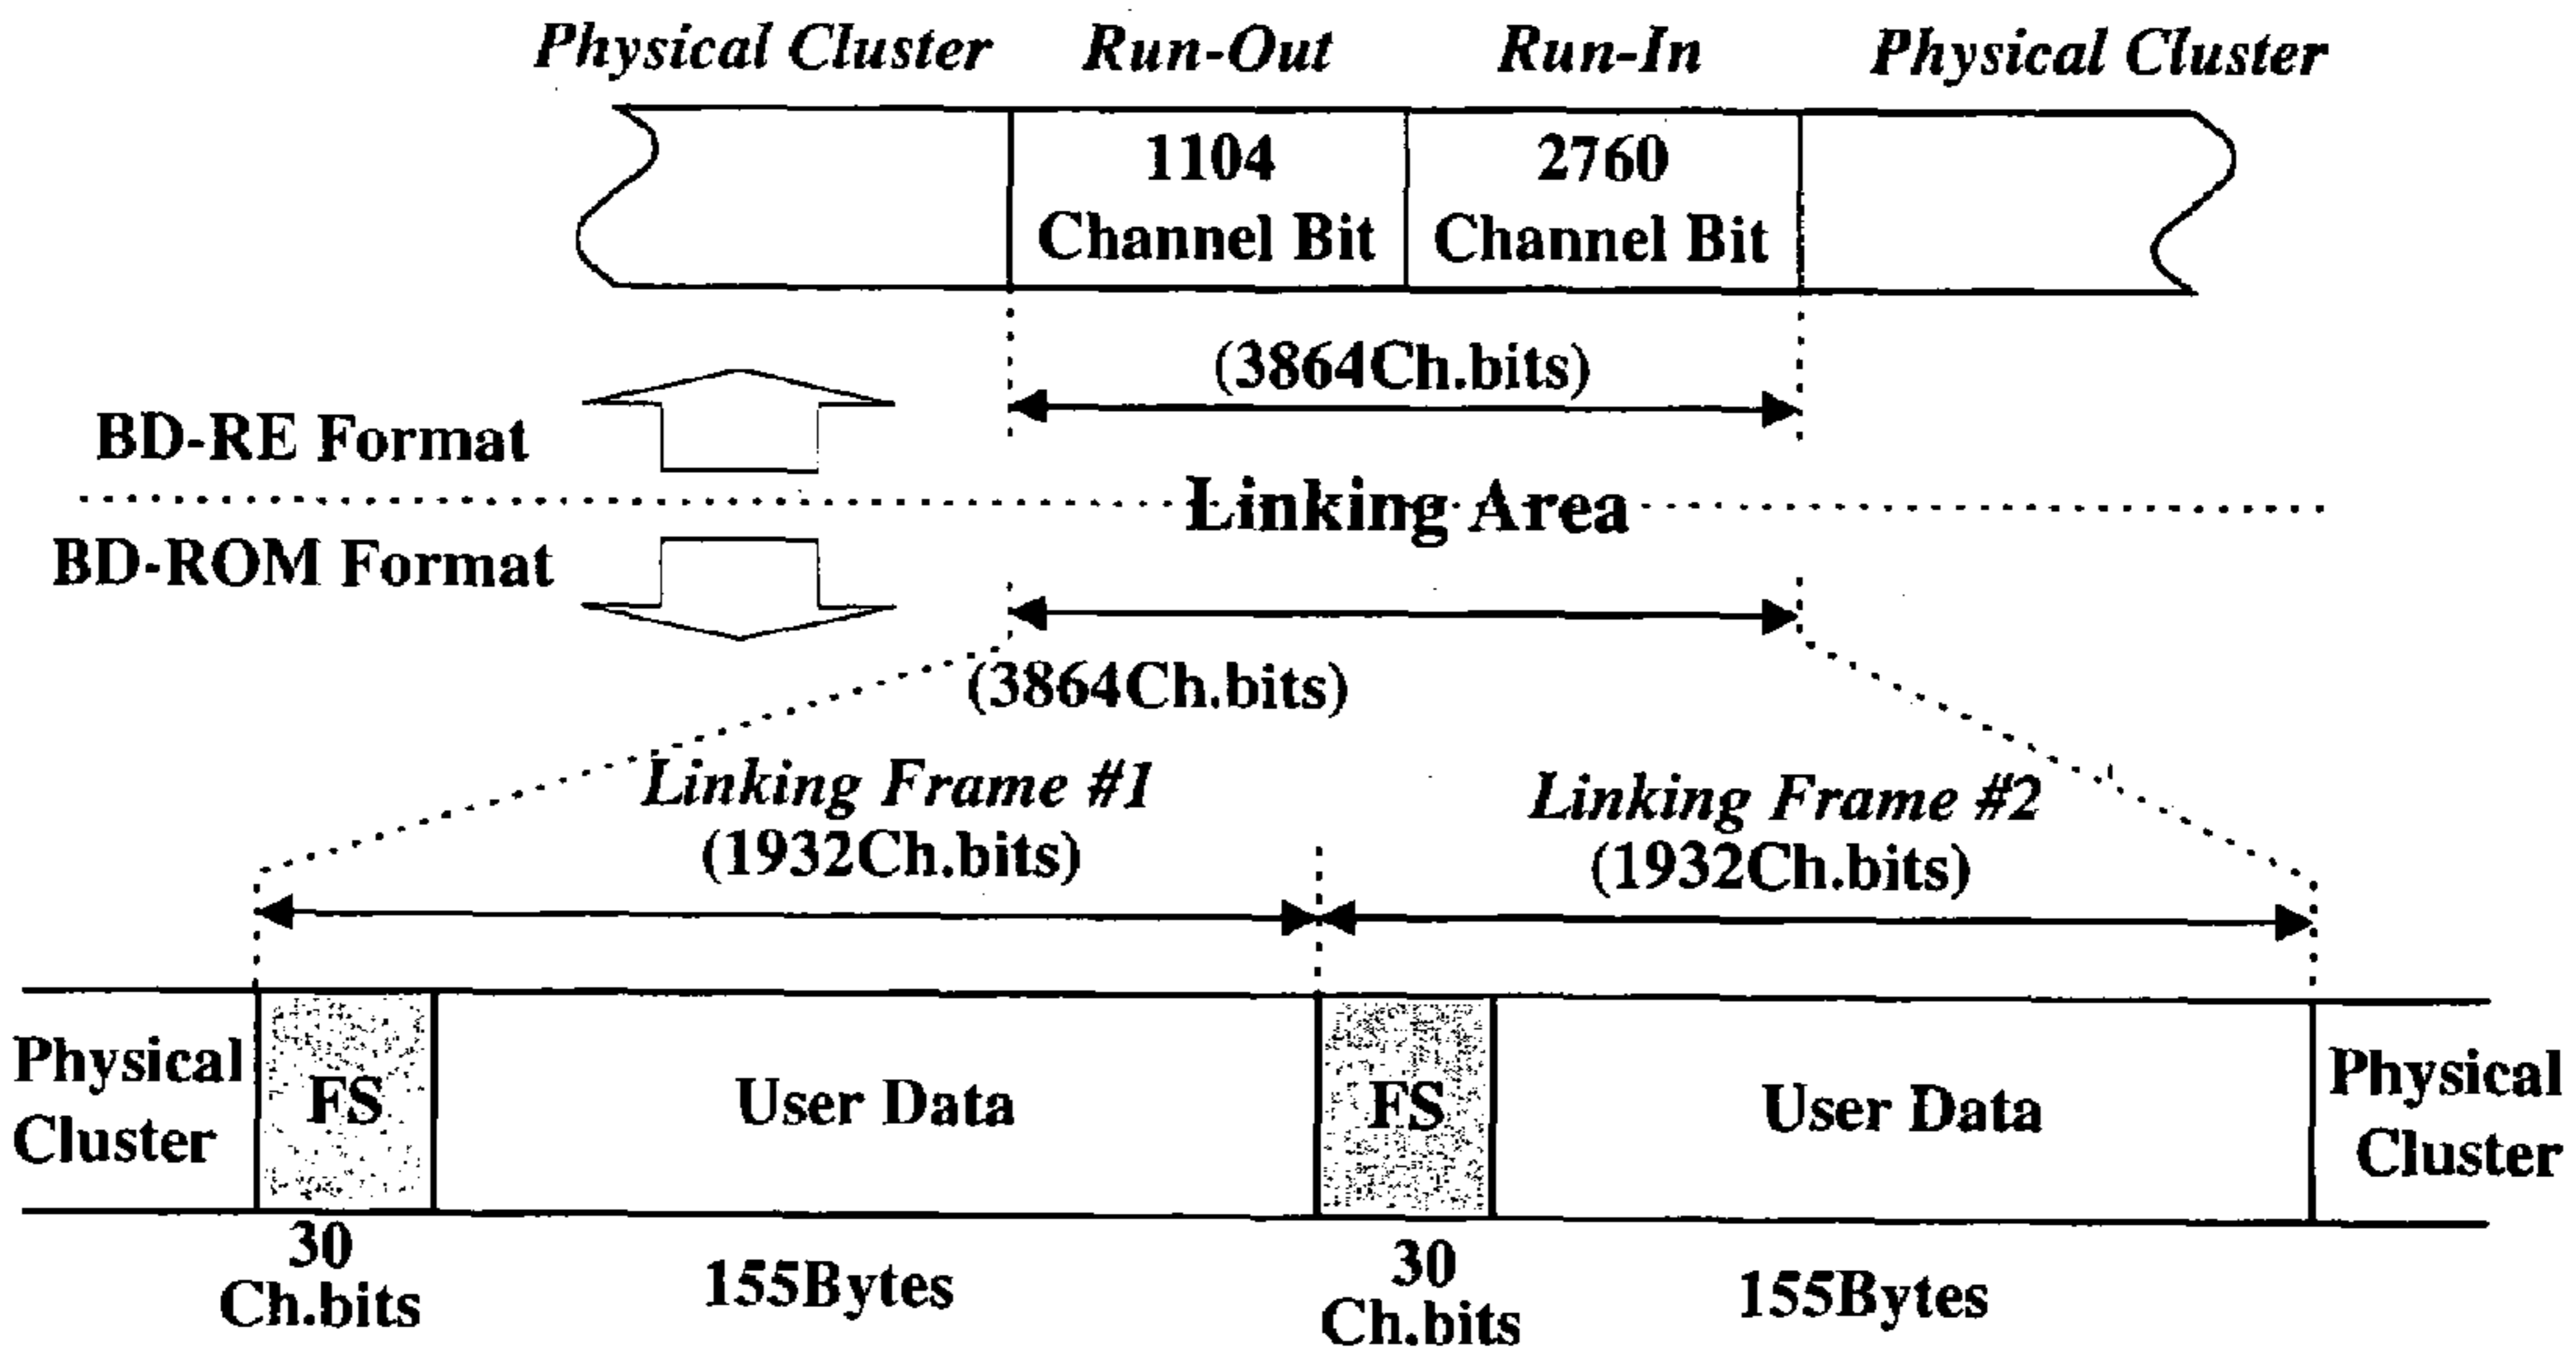 Physical Cluster Run-Out Run-In Physical Cluster
1104
Channel Bit
2760
Channel Bit
(3864Ch.bits)
BD-RE Format
Linking Area
BD-ROM Format
(3864Ch.bits)
Linking Frame #1
(1932Ch.bits)
Linking Frame #2
(1932Ch.bits)
Physical
Cluster
FS
User Data
FS
User Data
Physical
Cluster
30
Ch.bits
155Bytes
30
Ch.bits
155Bytes